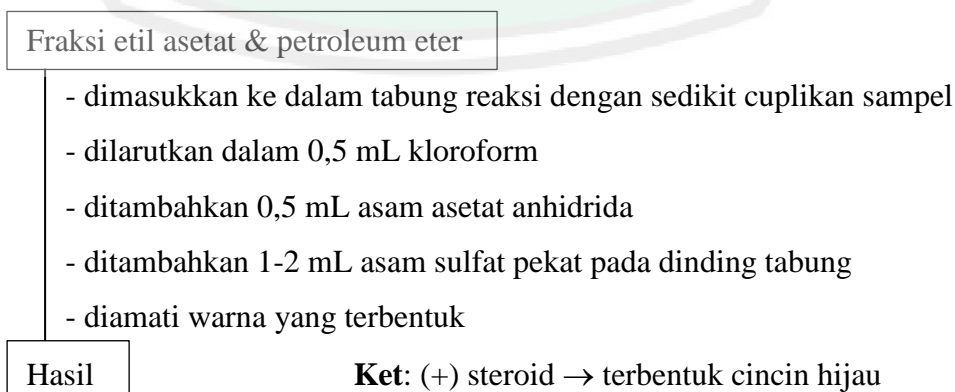 Fraksi etil asetat & petroleum eter
- dimasukkan ke dalam tabung reaksi dengan sedikit cuplikan sampel
- dilarutkan dalam 0,5 mL kloroform
- ditambahkan 0,5 mL asam asetat anhidrida
- ditambahkan 1-2 mL asam sulfat pekat pada dinding tabung
- diamati warna yang terbentuk
Hasil Ket: (+) steroid → terbentuk cincin hijau